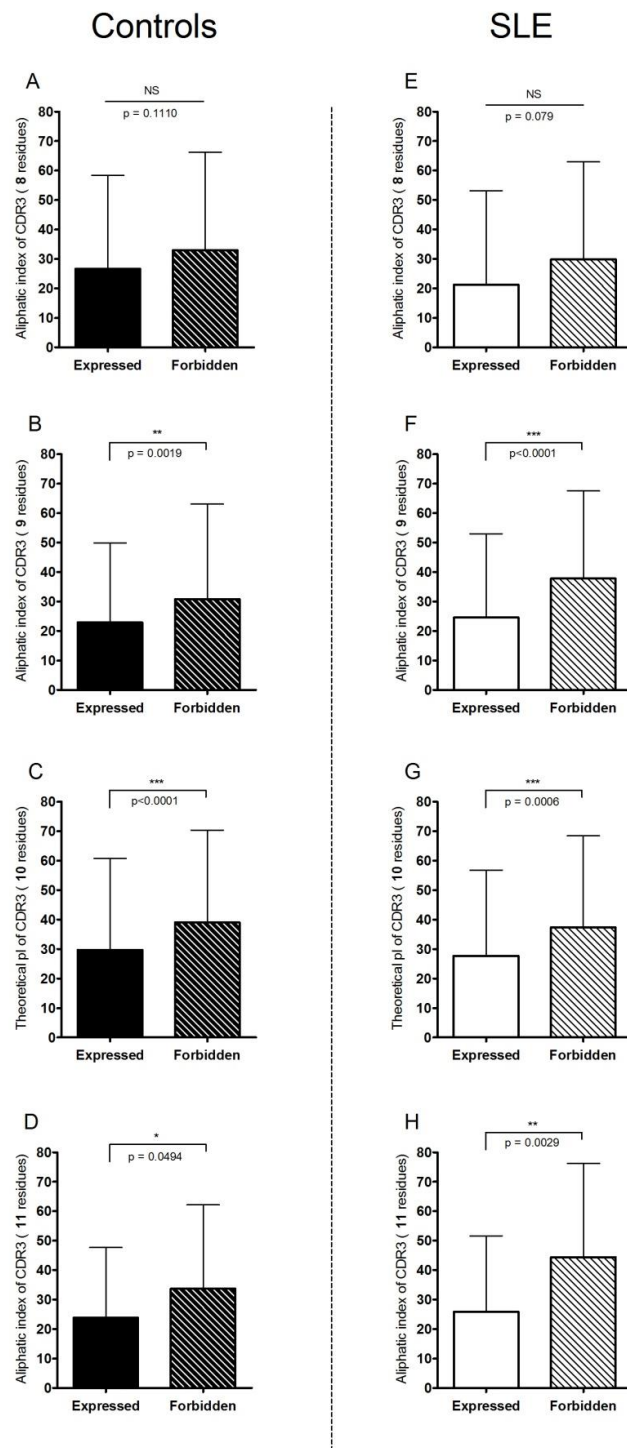 Controls
SLE
A
NS
p = 0.1110
Aliphatic index of CDR3 ( 8 residues)
80
70
60
50
40
30
20
10
0
Expressed Forbidden
E
NS
p = 0.079
Aliphatic index of CDR3 ( 8 residues)
80
70
60
50
40
30
20
10
0
Expressed Forbidden
B
**
p = 0.0019
Aliphatic index of CDR3 ( 9 residues)
80
70
60
50
40
30
20
10
0
Expressed Forbidden
F
***
p<0.0001
Aliphatic index of CDR3 ( 9 residues)
80
70
60
50
40
30
20
10
0
Expressed Forbidden
C
***
p<0.0001
Theoretical pI of CDR3 ( 10 residues)
80
70
60
50
40
30
20
10
0
Expressed Forbidden
G
***
p = 0.0006
Theoretical pI of CDR3 ( 10 residues)
80
70
60
50
40
30
20
10
0
Expressed Forbidden
D
*
p = 0.0494
Aliphatic index of CDR3 ( 11 residues)
80
70
60
50
40
30
20
10
0
Expressed Forbidden
H
**
p = 0.0029
Aliphatic index of CDR3 ( 11 residues)
80
70
60
50
40
30
20
10
0
Expressed Forbidden